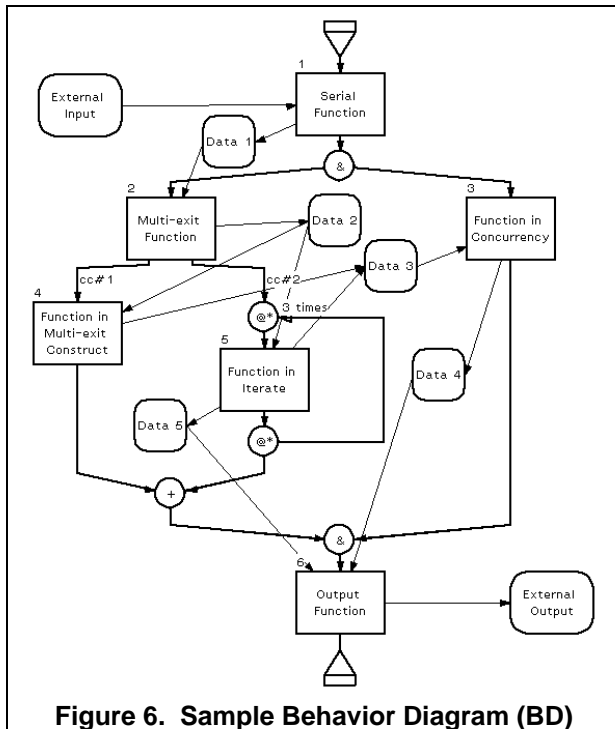 1
Serial
Function
External
Input
Data 1
&
2
Multi-exit
Function
Data 2
3
Function in
Concurrency
Data 3
cc#1
cc#2
4
Function in
Multi-exit
Construct
@*
3 times
5
Function in
Iterate
Data 4
Data 5
@*
+
&
6
Output
Function
External
Output
Figure 6. Sample Behavior Diagram (BD)